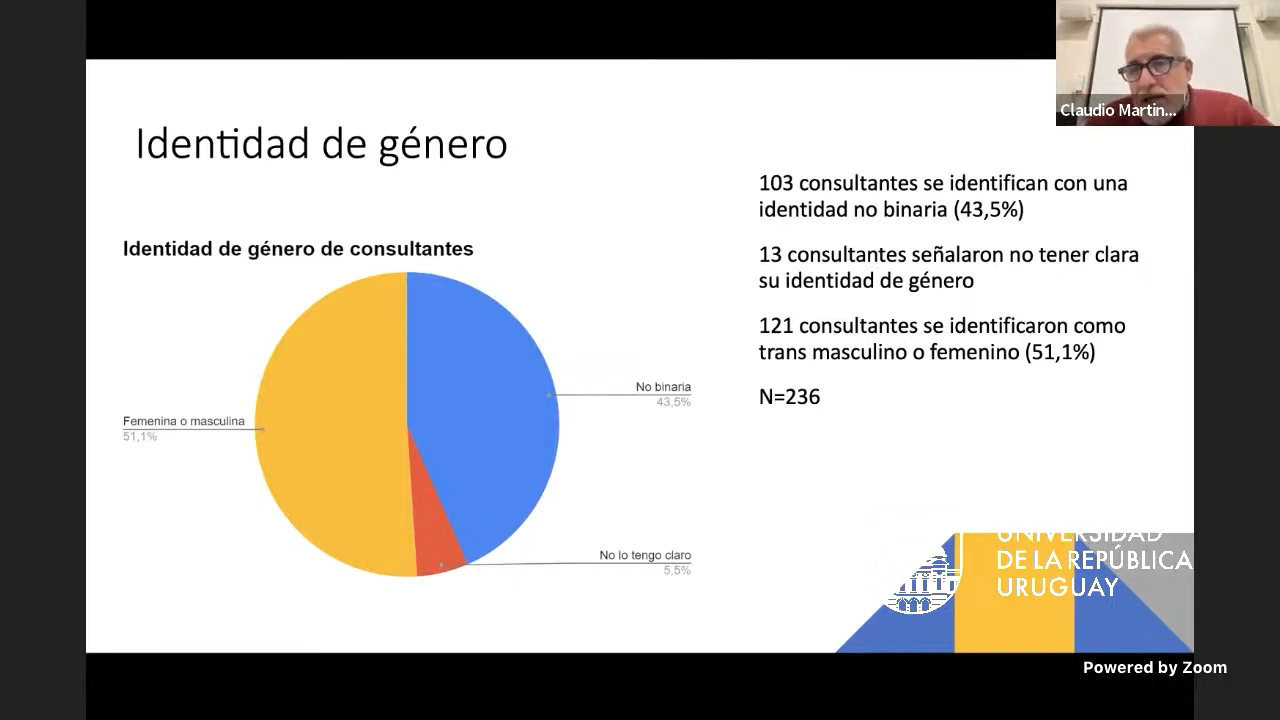 Claudio Martin...
Identidad de género
103 consultantes se identifican con una
identidad no binaria (43,5%)
13 consultantes señalaron no tener clara
su identidad de género
121 consultantes se identificaron como
trans masculino o femenino (51,1%)
N=236
Identidad de género de consultantes
No binaria
43,5%
Femenina o masculina
51,1%
No lo tengo claro
5,5%
UNIVERSIDAD
DE LA REPÚBLICA
URUGUAY
Powered by Zoom